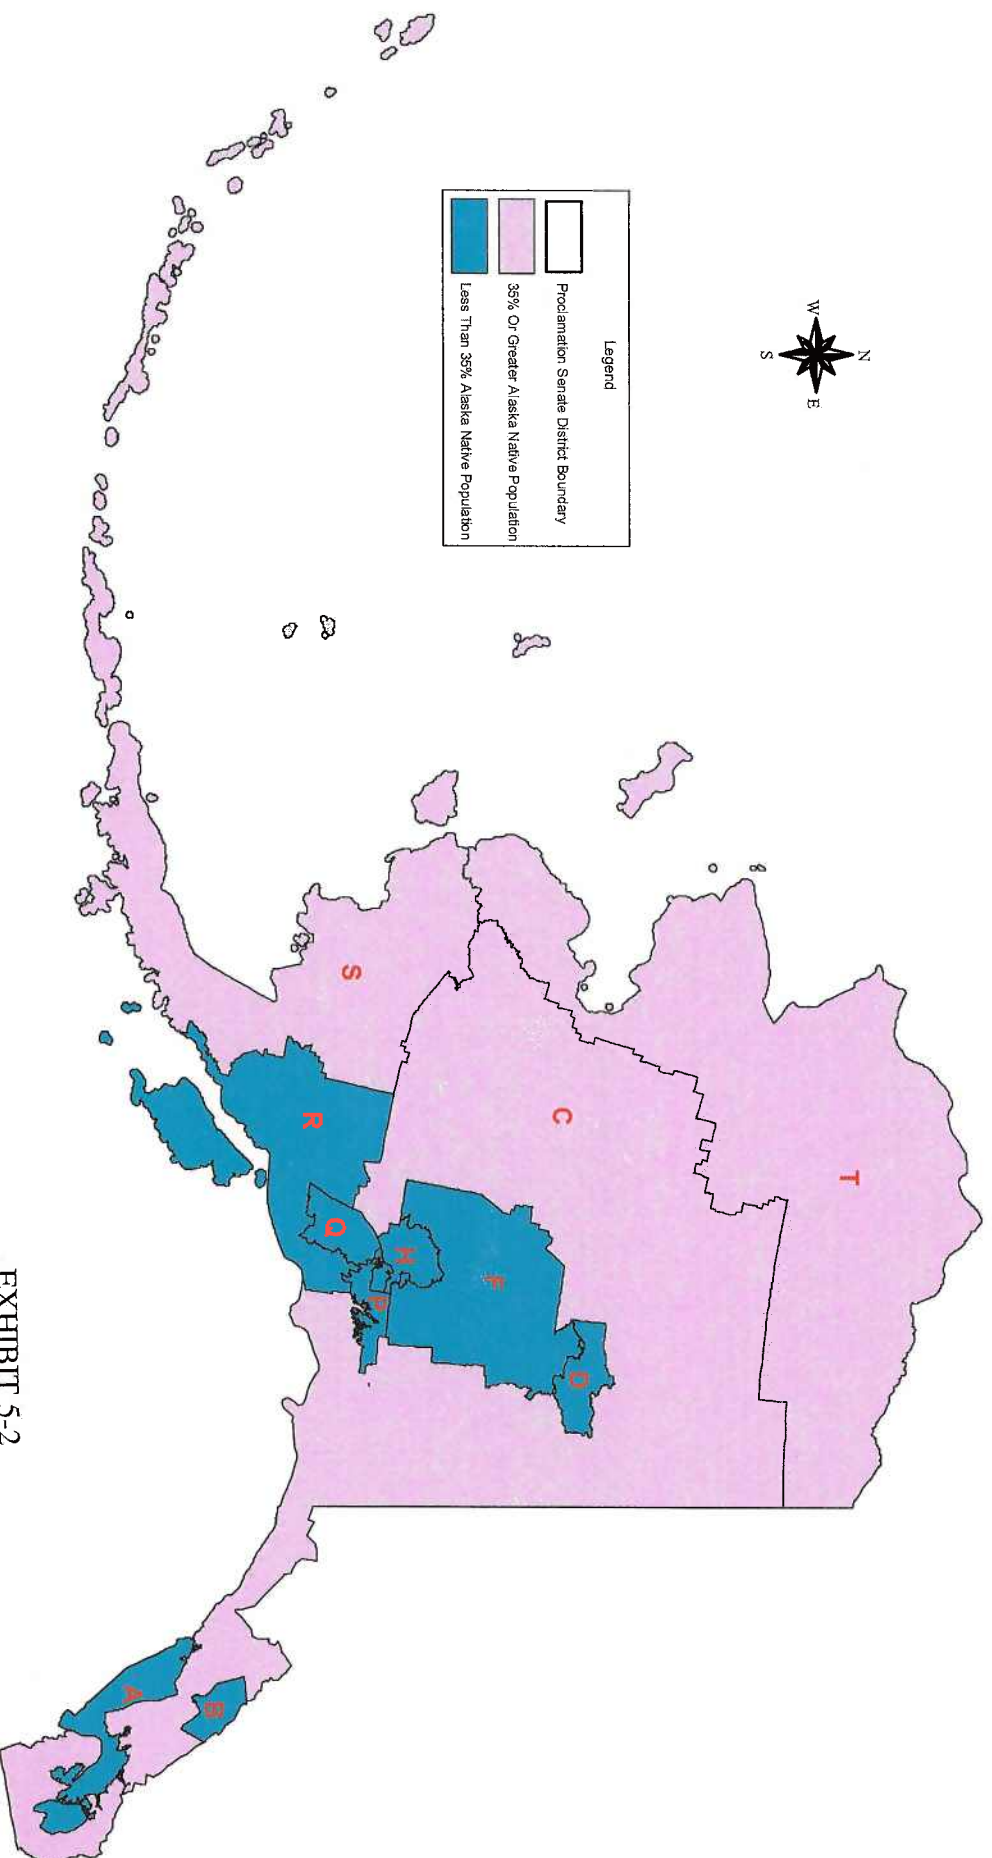 N
W
E
S
Legend
Proclamation Senate District Boundary
35% Or Greater Alaska Native Population
Less Than 35% Alaska Native Population
T
C
S
R
Q
H
F
P
D
A
B
EXHIBIT 5-2